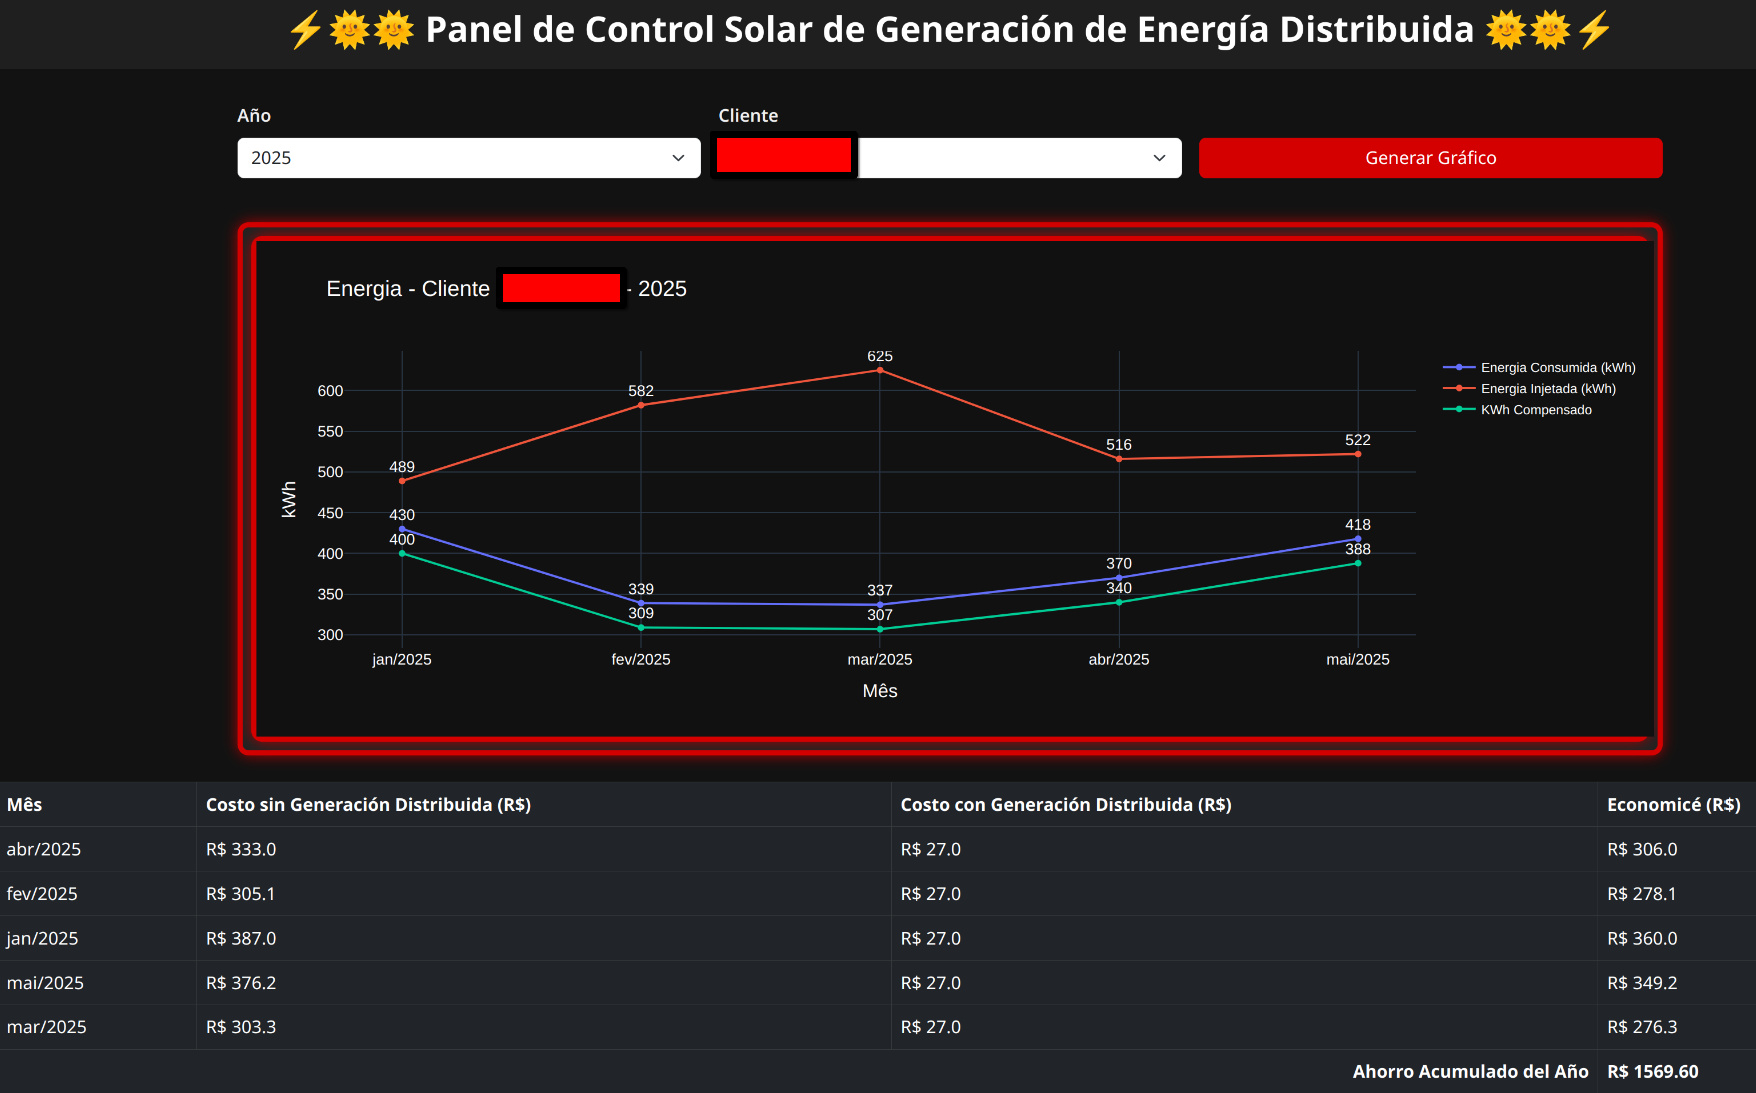 ⚡🌞🌞 Panel de Control Solar de Generación de Energía Distribuida 🌞🌞⚡
Año
Cliente
2025
Generar Gráfico
Energia - Cliente - 2025
Energia Consumida (kWh)
Energia Injetada (kWh)
KWh Compensado
kWh
600
550
500
450
400
350
300
489
582
625
516
522
430
339
337
370
418
400
309
307
340
388
jan/2025 fev/2025 mar/2025 abr/2025 mai/2025
Mês
Mês Costo sin Generación Distribuida (R$) Costo con Generación Distribuida (R$) Economicé (R$)
abr/2025 R$ 333.0 R$ 27.0 R$ 306.0
fev/2025 R$ 305.1 R$ 27.0 R$ 278.1
jan/2025 R$ 387.0 R$ 27.0 R$ 360.0
mai/2025 R$ 376.2 R$ 27.0 R$ 349.2
mar/2025 R$ 303.3 R$ 27.0 R$ 276.3
Ahorro Acumulado del Año R$ 1569.60